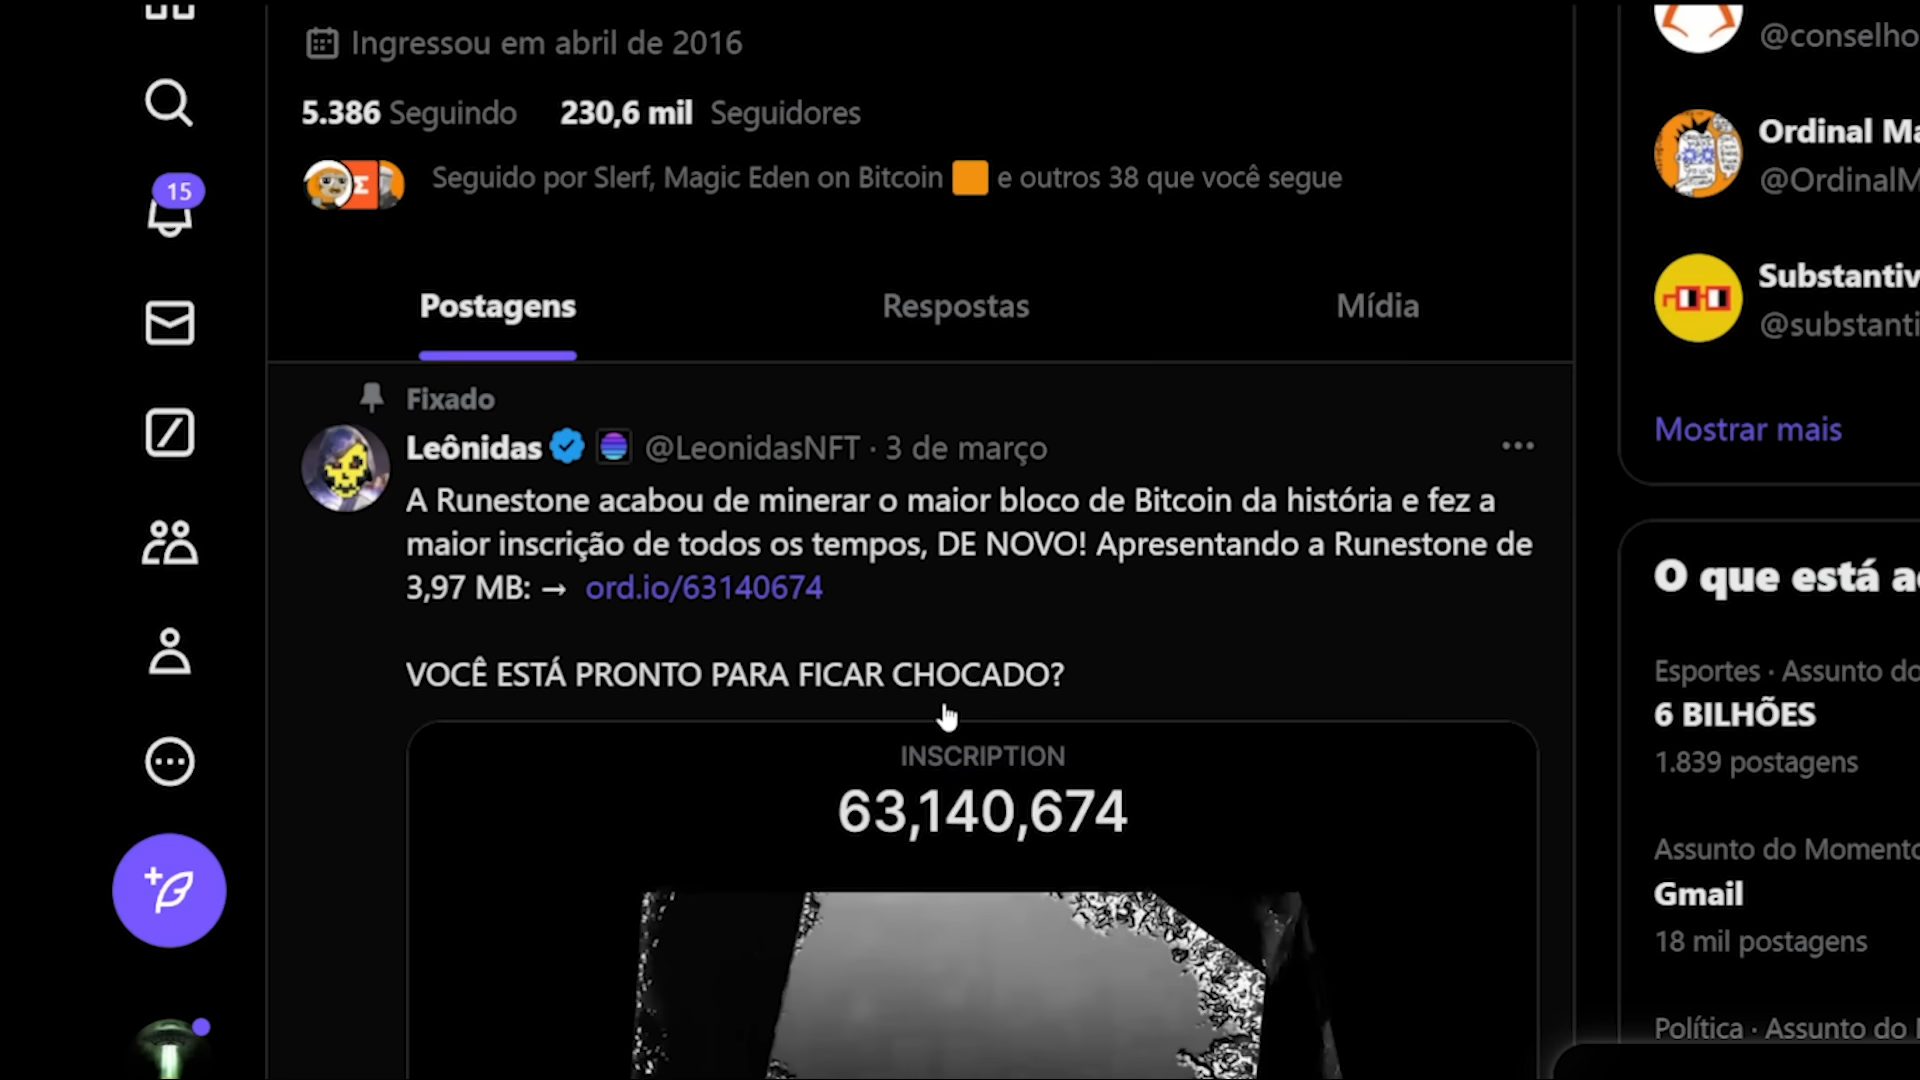 Ingressou em abril de 2016
5.386 Seguindo 230,6 mil Seguidores
Seguido por Slerf, Magic Eden on Bitcoin 🟧 e outros 38 que você segue
15
Postagens Respostas Mídia
Fixado
Leônidas @LeonidasNFT · 3 de março
A Runestone acabou de minerar o maior bloco de Bitcoin da história e fez a
maior inscrição de todos os tempos, DE NOVO! Apresentando a Runestone de
3,97 MB: → ord.io/63140674
VOCÊ ESTÁ PRONTO PARA FICAR CHOCADO?
INSCRIPTION
63,140,674
@conselho
Ordinal Ma
@OrdinalM
Substantiv
@substanti
Mostrar mais
O que está a
Esportes · Assunto do
6 BILHÕES
1.839 postagens
Assunto do Momento
Gmail
18 mil postagens
Política · Assunto do